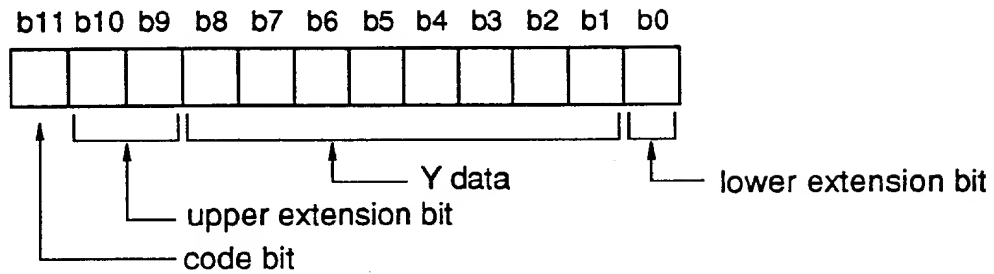 b11 b10 b9 b8 b7 b6 b5 b4 b3 b2 b1 b0
Y data
lower extension bit
upper extension bit
code bit